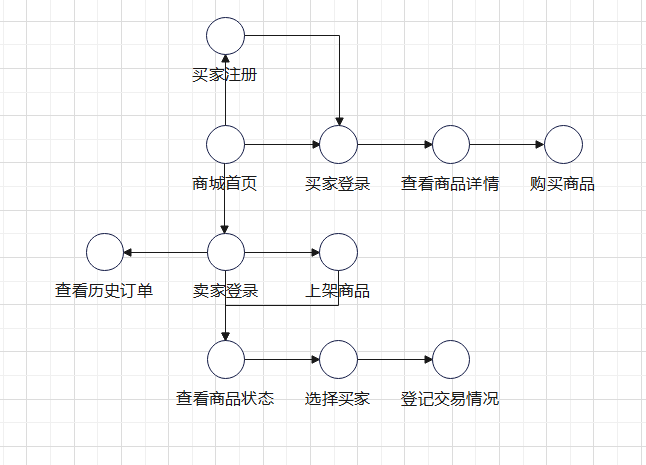 买家注册
商城首页
买家登录
查看商品详情
购买商品
查看历史订单
卖家登录
上架商品
查看商品状态
选择买家
登记交易情况